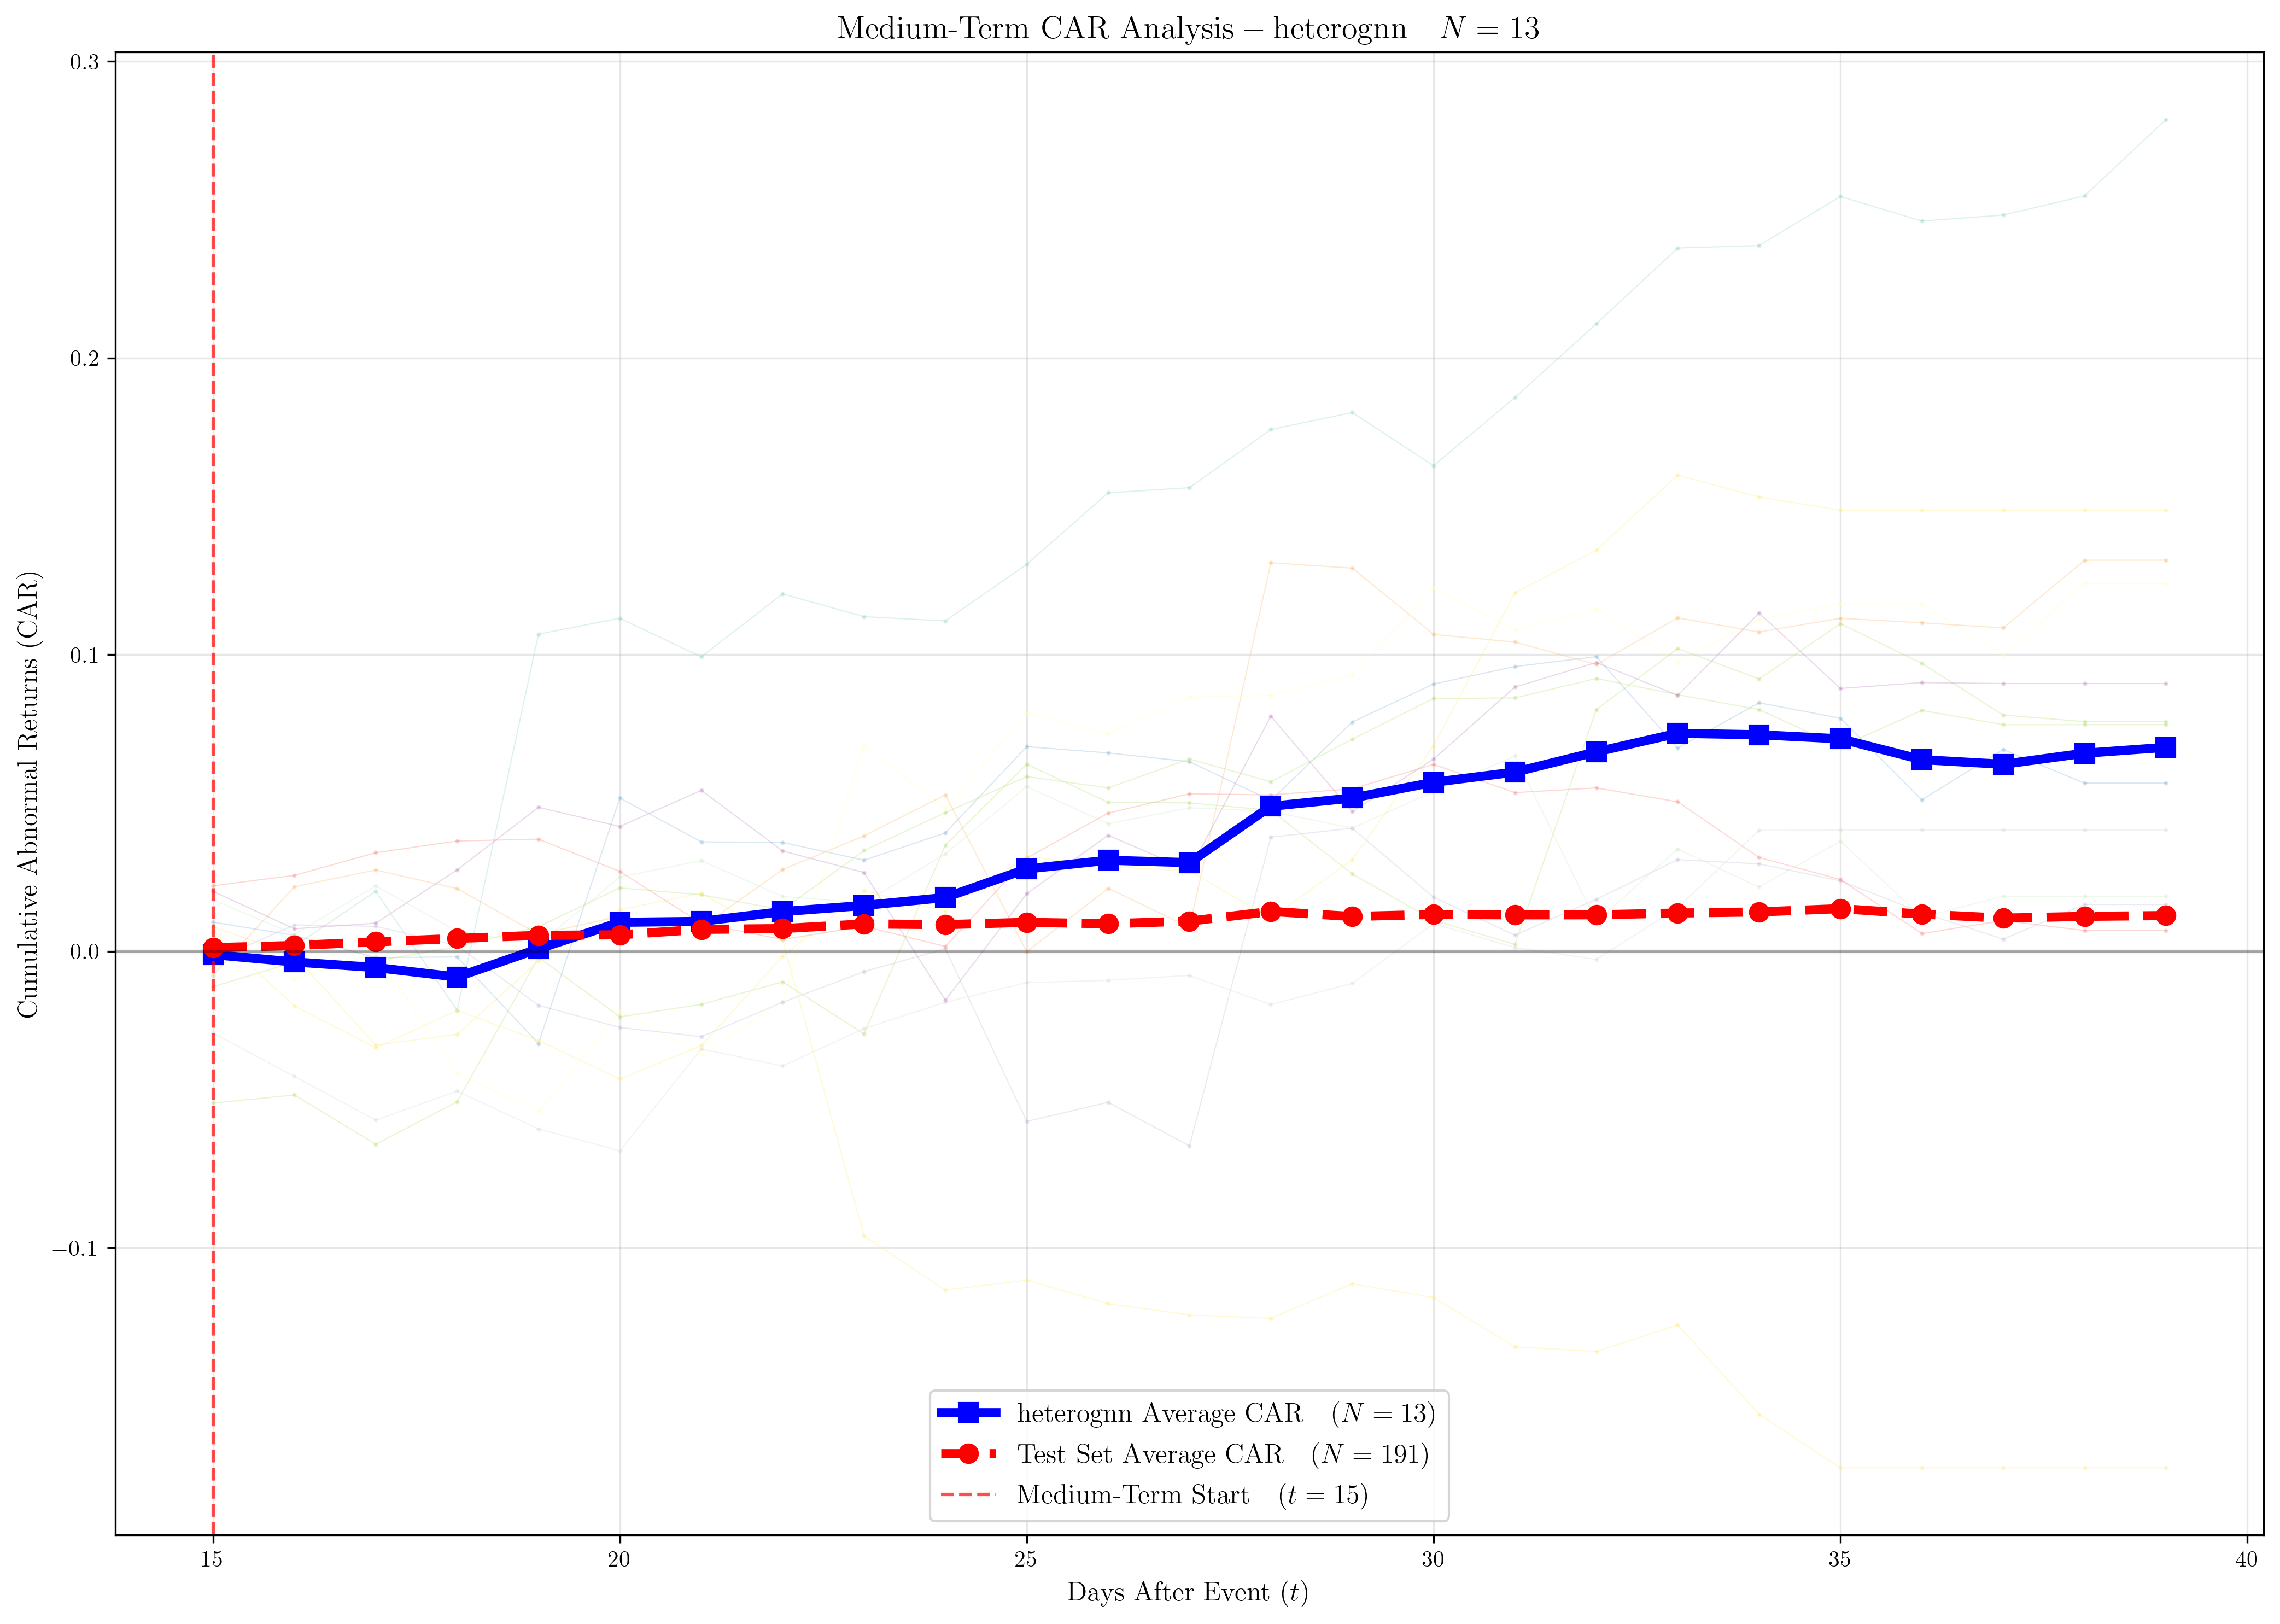 Medium-Term CAR Analysis – heterognn N = 13
0.3
0.2
0.1
0.0
−0.1
Cumulative Abnormal Returns (CAR)
heterognn Average CAR (N = 13)
Test Set Average CAR (N = 191)
Medium-Term Start (t = 15)
15 20 25 30 35 40
Days After Event (t)